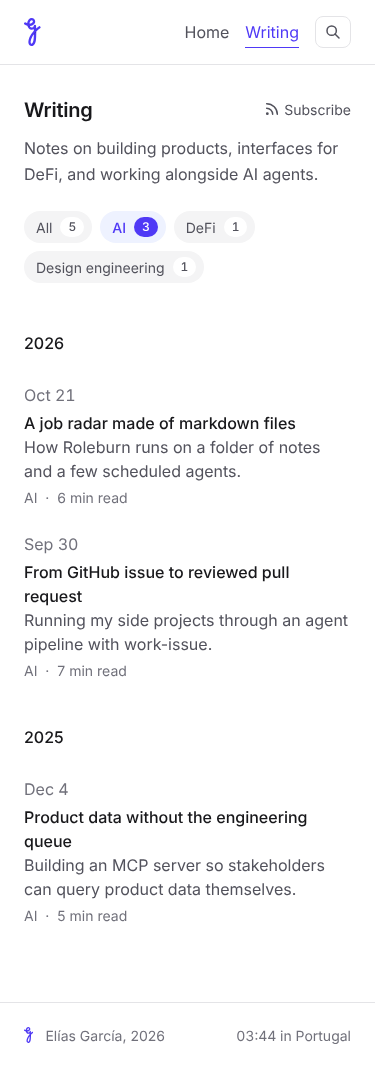 Home Writing
Writing
Subscribe
Notes on building products, interfaces for
DeFi, and working alongside AI agents.
All 5 AI 3 DeFi 1
Design engineering 1
2026
Oct 21
A job radar made of markdown files
How Roleburn runs on a folder of notes
and a few scheduled agents.
AI · 6 min read
Sep 30
From GitHub issue to reviewed pull
request
Running my side projects through an agent
pipeline with work-issue.
AI · 7 min read
2025
Dec 4
Product data without the engineering
queue
Building an MCP server so stakeholders
can query product data themselves.
AI · 5 min read
Elías García, 2026
03:44 in Portugal